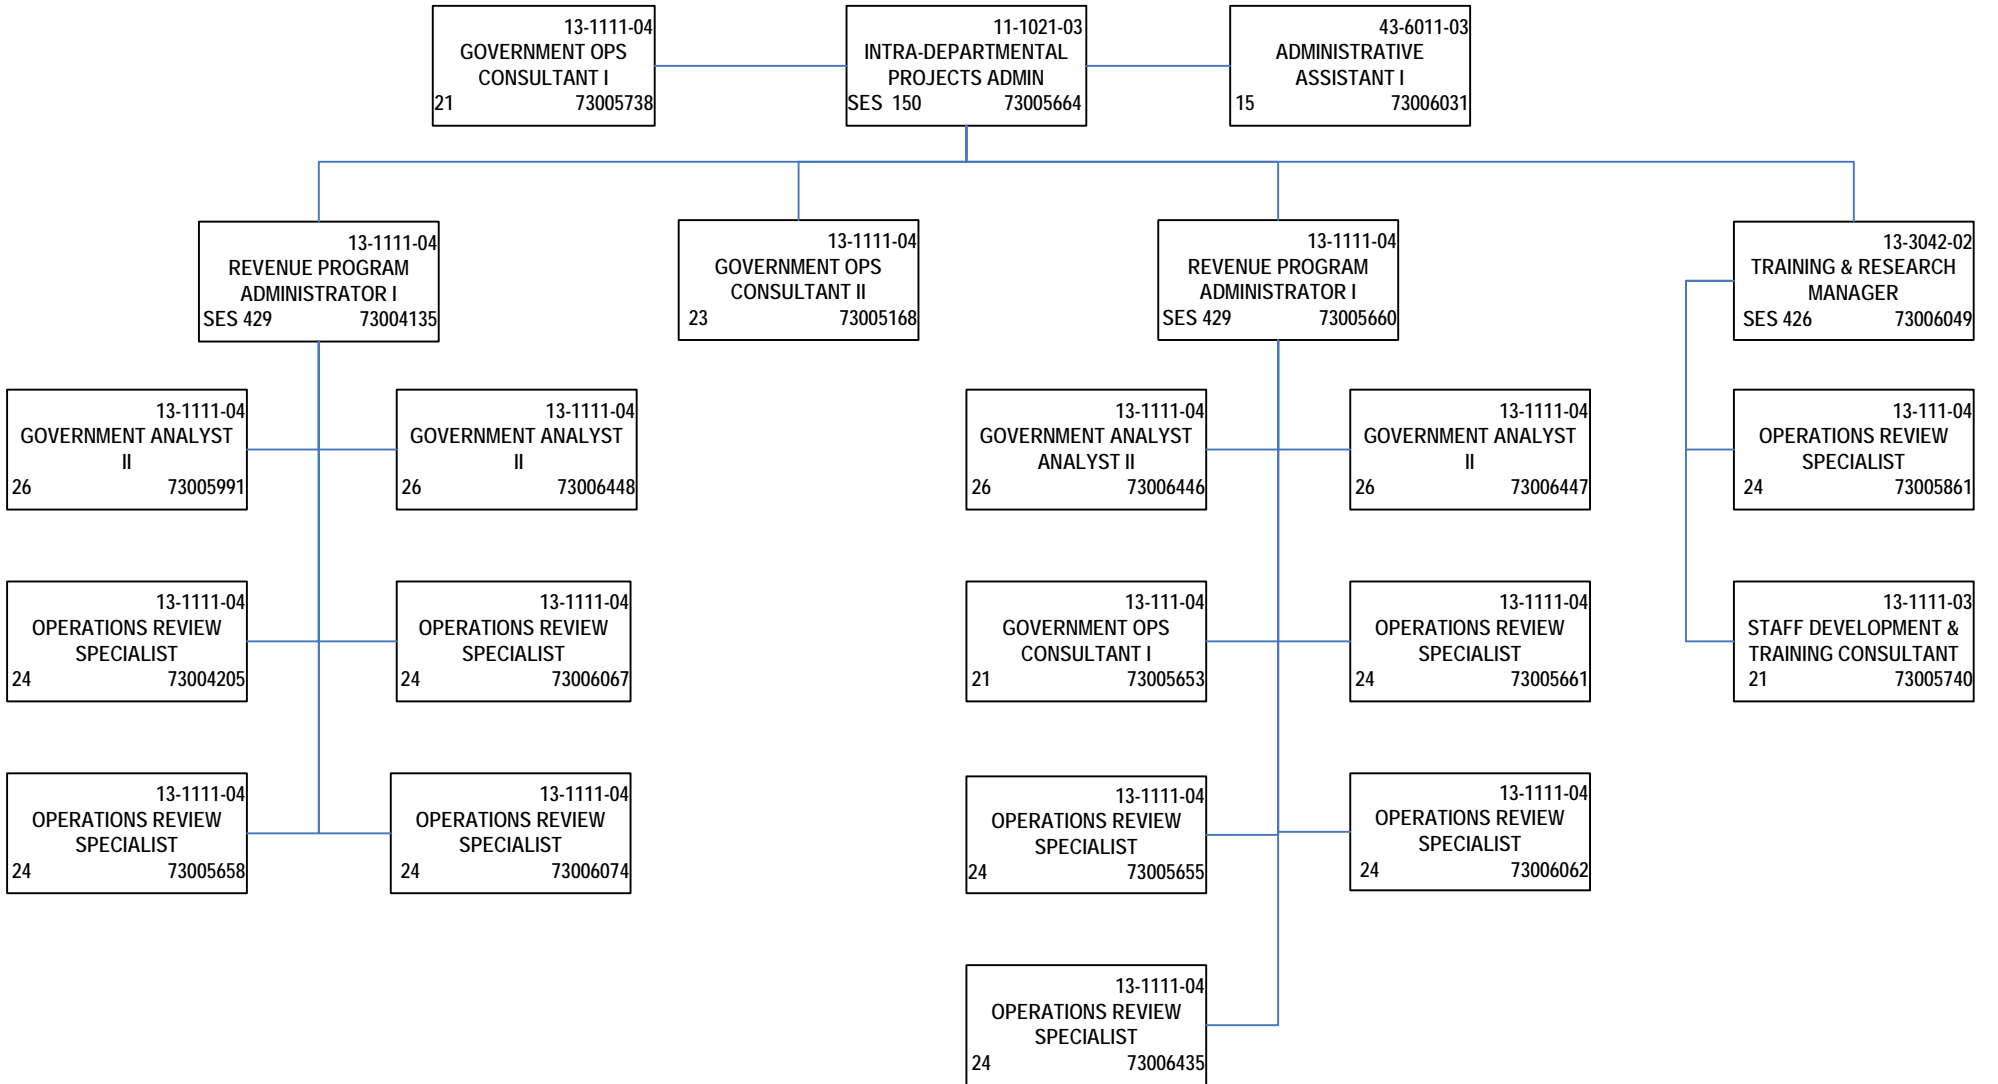 13-1111-04
GOVERNMENT OPS
CONSULTANT I
21 73005738
11-1021-03
INTRA-DEPARTMENTAL
PROJECTS ADMIN
SES 150 73005664
43-6011-03
ADMINISTRATIVE
ASSISTANT I
15 73006031
13-1111-04
REVENUE PROGRAM
ADMINISTRATOR I
SES 429 73004135
13-1111-04
GOVERNMENT OPS
CONSULTANT II
23 73005168
13-1111-04
REVENUE PROGRAM
ADMINISTRATOR I
SES 429 73005660
13-3042-02
TRAINING & RESEARCH
MANAGER
SES 426 73006049
13-1111-04
GOVERNMENT ANALYST
II
26 73005991
13-1111-04
GOVERNMENT ANALYST
II
26 73006448
13-1111-04
GOVERNMENT ANALYST
ANALYST II
26 73006446
13-1111-04
GOVERNMENT ANALYST
II
26 73006447
13-111-04
OPERATIONS REVIEW
SPECIALIST
24 73005861
13-1111-04
OPERATIONS REVIEW
SPECIALIST
24 73004205
13-1111-04
OPERATIONS REVIEW
SPECIALIST
24 73006067
13-111-04
GOVERNMENT OPS
CONSULTANT I
21 73005653
13-1111-04
OPERATIONS REVIEW
SPECIALIST
24 73005661
13-1111-03
STAFF DEVELOPMENT &
TRAINING CONSULTANT
21 73005740
13-1111-04
OPERATIONS REVIEW
SPECIALIST
24 73005658
13-1111-04
OPERATIONS REVIEW
SPECIALIST
24 73006074
13-1111-04
OPERATIONS REVIEW
SPECIALIST
24 73005655
13-1111-04
OPERATIONS REVIEW
SPECIALIST
24 73006062
13-1111-04
OPERATIONS REVIEW
SPECIALIST
24 73006435